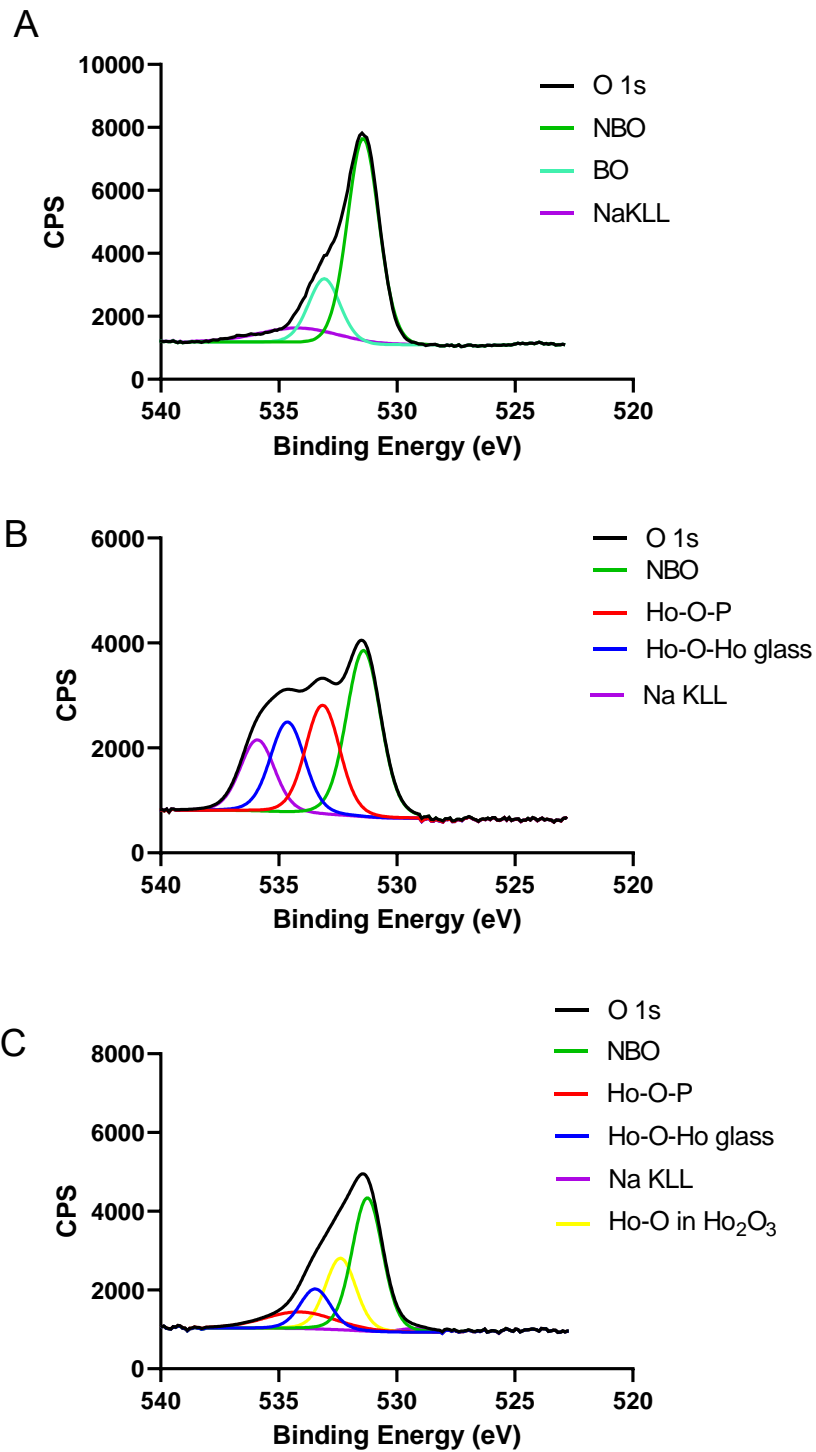 A
10000
8000
6000
4000
2000
0
CPS
540 535 530 525 520
Binding Energy (eV)
O 1s
NBO
BO
NaKLL
B
6000
4000
2000
0
CPS
540 535 530 525 520
Binding Energy (eV)
O 1s
NBO
Ho-O-P
Ho-O-Ho glass
Na KLL
C
8000
6000
4000
2000
0
CPS
540 535 530 525 520
Binding Energy (eV)
O 1s
NBO
Ho-O-P
Ho-O-Ho glass
Na KLL
Ho-O in Ho₂O₃